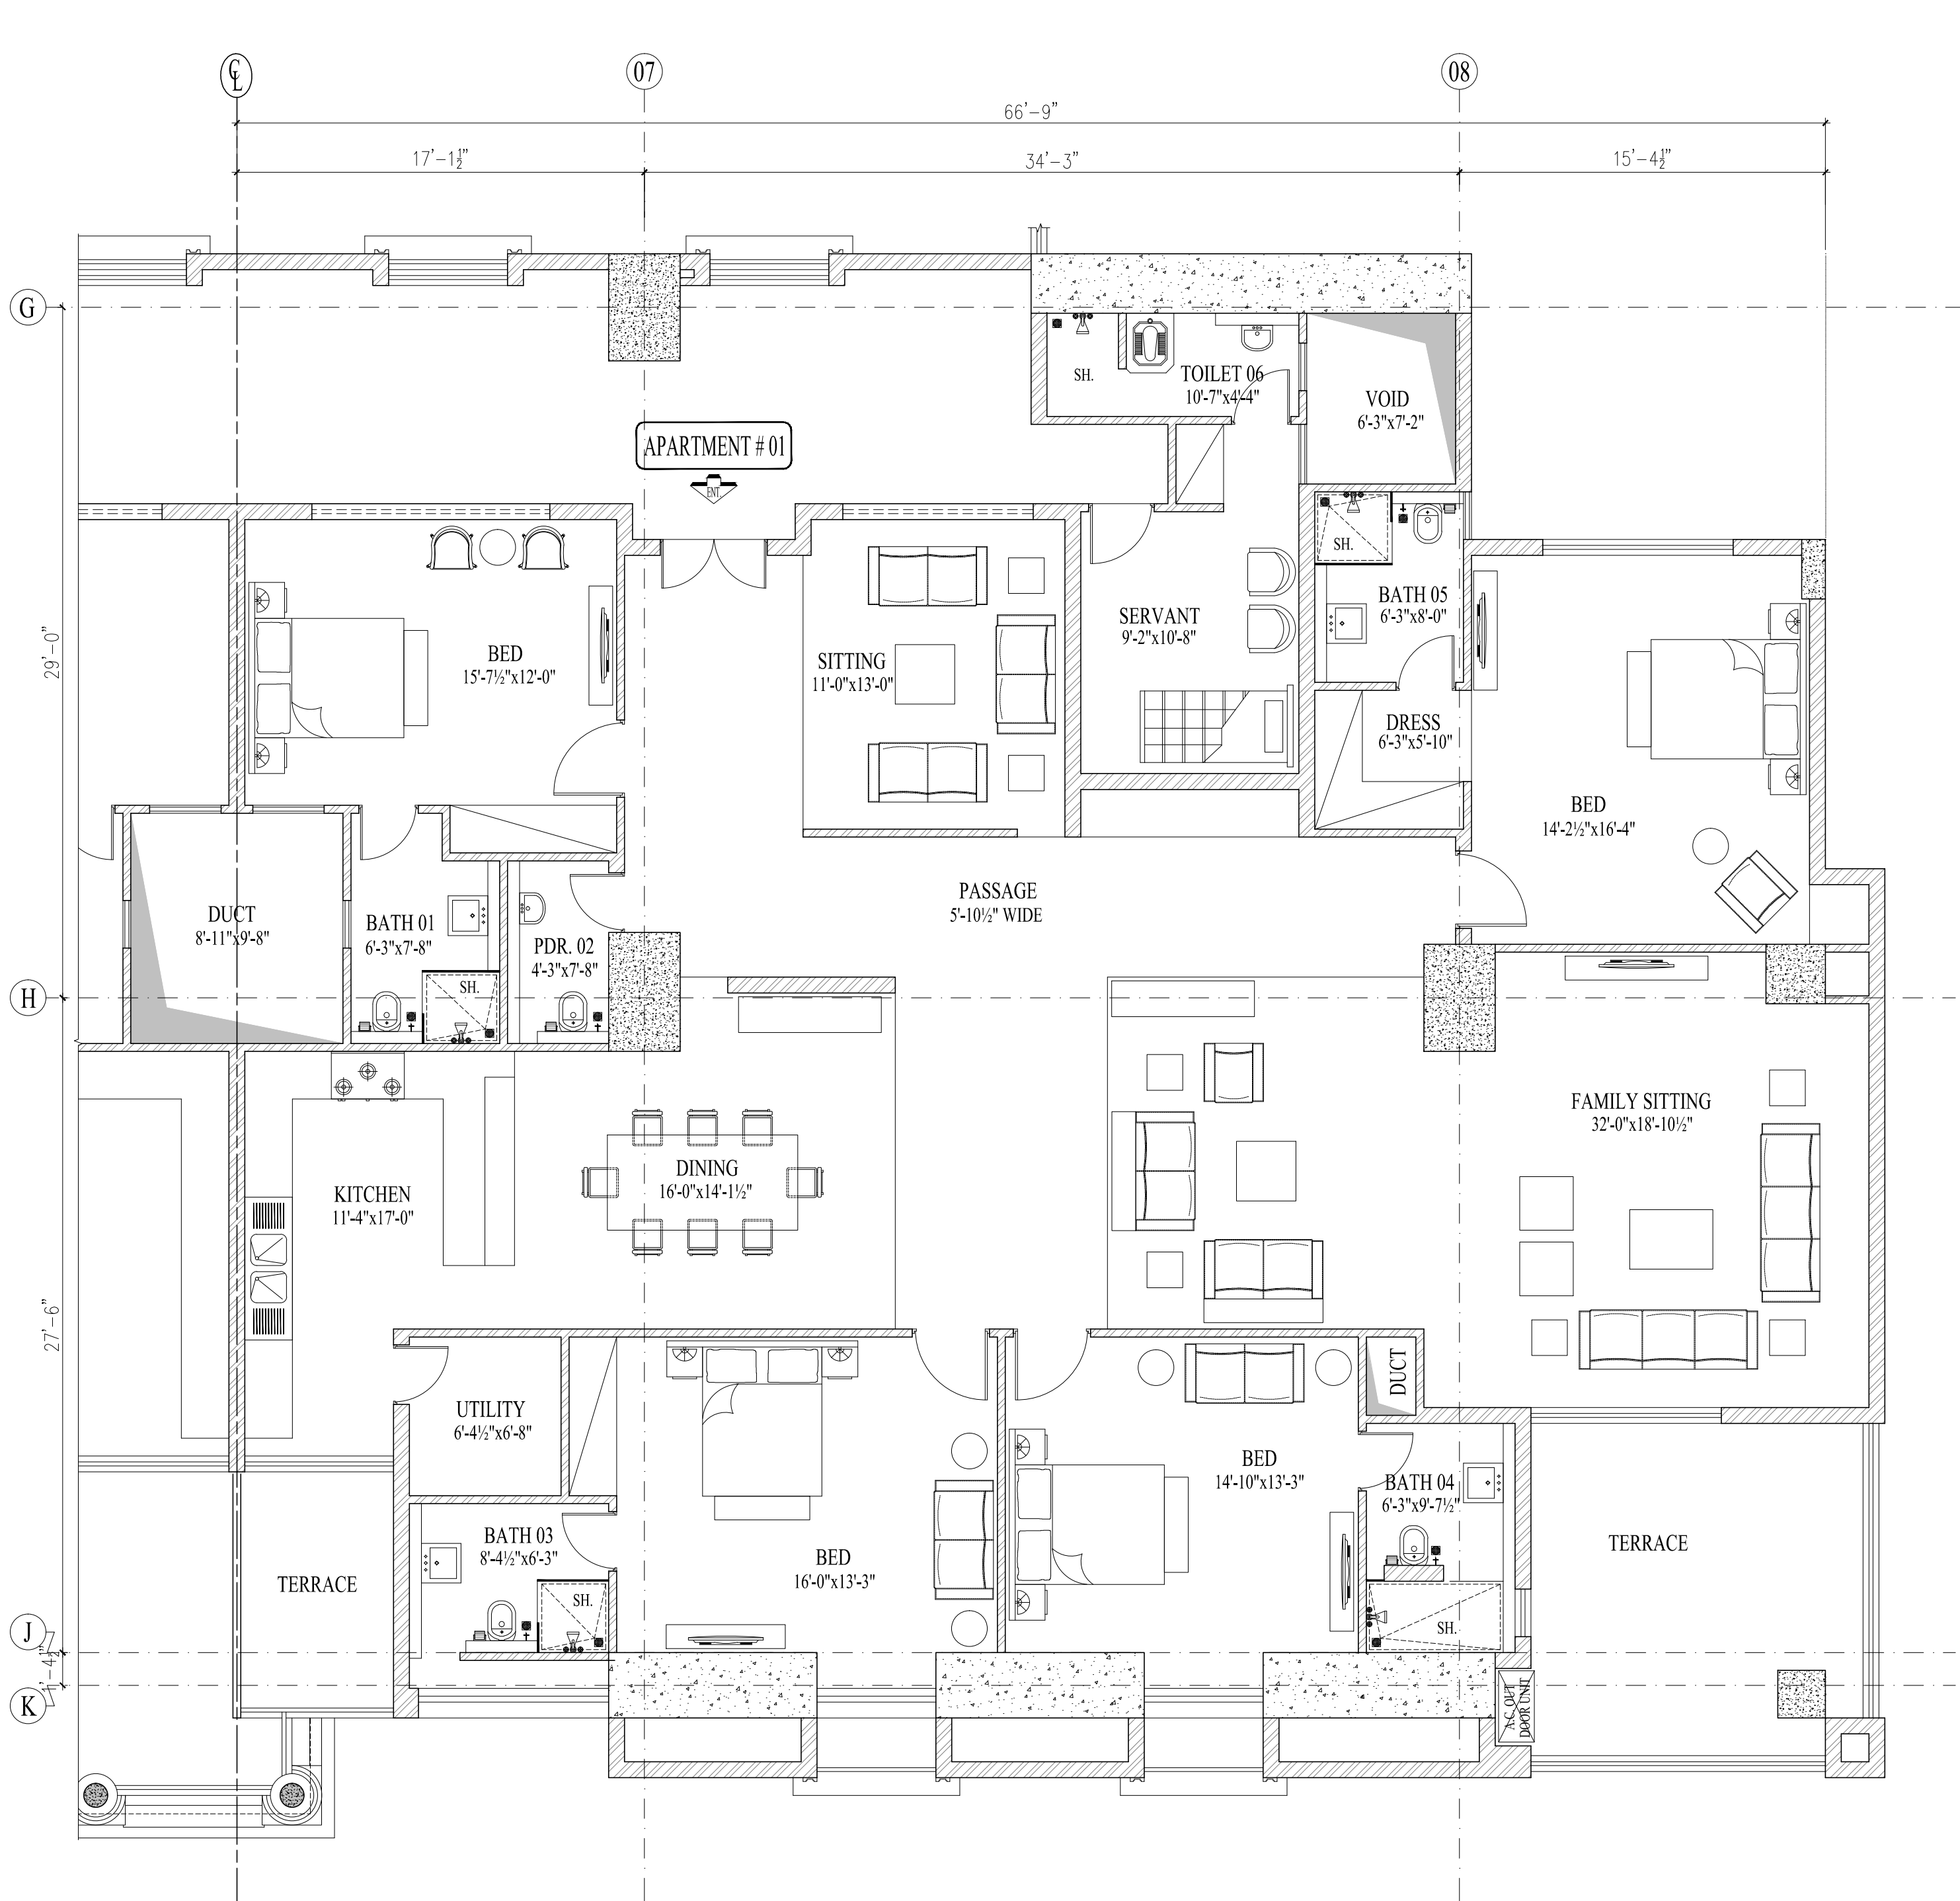 ℄
07
08
66'-9"
17'-1½"
34'-3"
15'-4½"
G
SH.
TOILET 06
10'-7"x4'-4"
VOID
6'-3"x7'-2"
APARTMENT # 01
ENT.
29'-0"
SH.
BATH 05
6'-3"x8'-0"
SERVANT
9'-2"x10'-8"
BED
15'-7½"x12'-0"
SITTING
11'-0"x13'-0"
DRESS
6'-3"x5'-10"
BED
14'-2½"x16'-4"
PASSAGE
5'-10½" WIDE
DUCT
8'-11"x9'-8"
BATH 01
6'-3"x7'-8"
PDR. 02
4'-3"x7'-8"
SH.
H
FAMILY SITTING
32'-0"x18'-10½"
DINING
16'-0"x14'-1½"
KITCHEN
11'-4"x17'-0"
27'-6"
DUCT
UTILITY
6'-4½"x6'-8"
BED
14'-10"x13'-3"
BATH 04
6'-3"x9'-7½"
BATH 03
8'-4½"x6'-3"
BED
16'-0"x13'-3"
TERRACE
TERRACE
SH.
SH.
J
1'-4½"
K
A.C OUT
DOOR UNIT